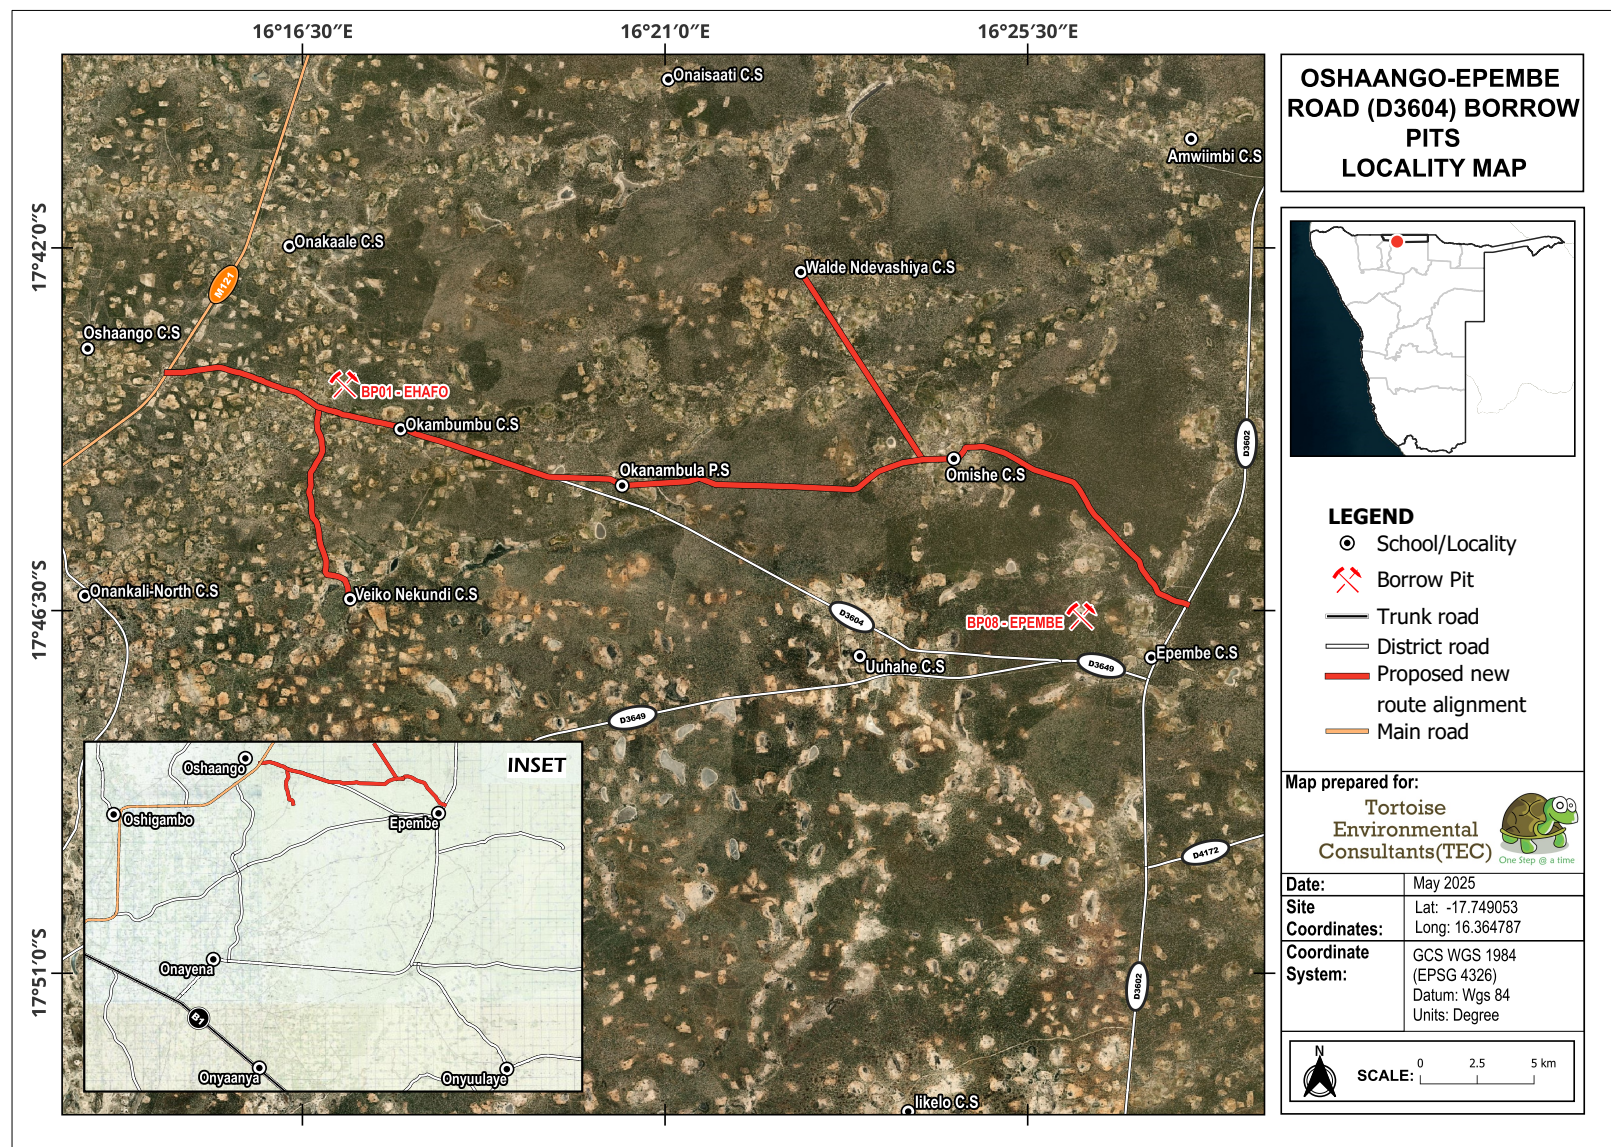 16°16′30″E
16°21′0″E
16°25′30″E
17°42′0″S
17°46′30″S
17°51′0″S
Onaisaati C.S
Amwiimbi C.S
Onakaale C.S
M121
Walde Ndevashiya C.S
Oshaango C.S
BP01 - EHAFO
Okambumbu C.S
D3602
Okanambula P.S
Omishe C.S
Onankali-North C.S
Veiko Nekundi C.S
D3604
BP08 - EPEMBE
Uuhahe C.S
D3649
Epembe C.S
D3649
D4172
D3602
Iikelo C.S
INSET
Oshaango
Oshigambo
Epembe
Onayena
B1
Onyaanya
Onyuulaye
OSHAANGO-EPEMBE
ROAD (D3604) BORROW
PITS
LOCALITY MAP
LEGEND
School/Locality
Borrow Pit
Trunk road
District road
Proposed new
route alignment
Main road
Map prepared for:
Tortoise
Environmental
Consultants(TEC)
One Step @ a time
Date: May 2025
Site
Coordinates:
Lat: -17.749053
Long: 16.364787
Coordinate
System:
GCS WGS 1984
(EPSG 4326)
Datum: Wgs 84
Units: Degree
N
SCALE: 0 2.5 5 km